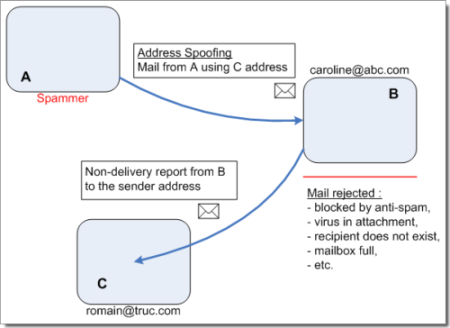 A
Spammer
Address Spoofing
Mail from A using C address
caroline@abc.com
B
Non-delivery report from B
to the sender address
Mail rejected :
- blocked by anti-spam,
- virus in attachment,
- recipient does not exist,
- mailbox full,
- etc.
C
romain@truc.com